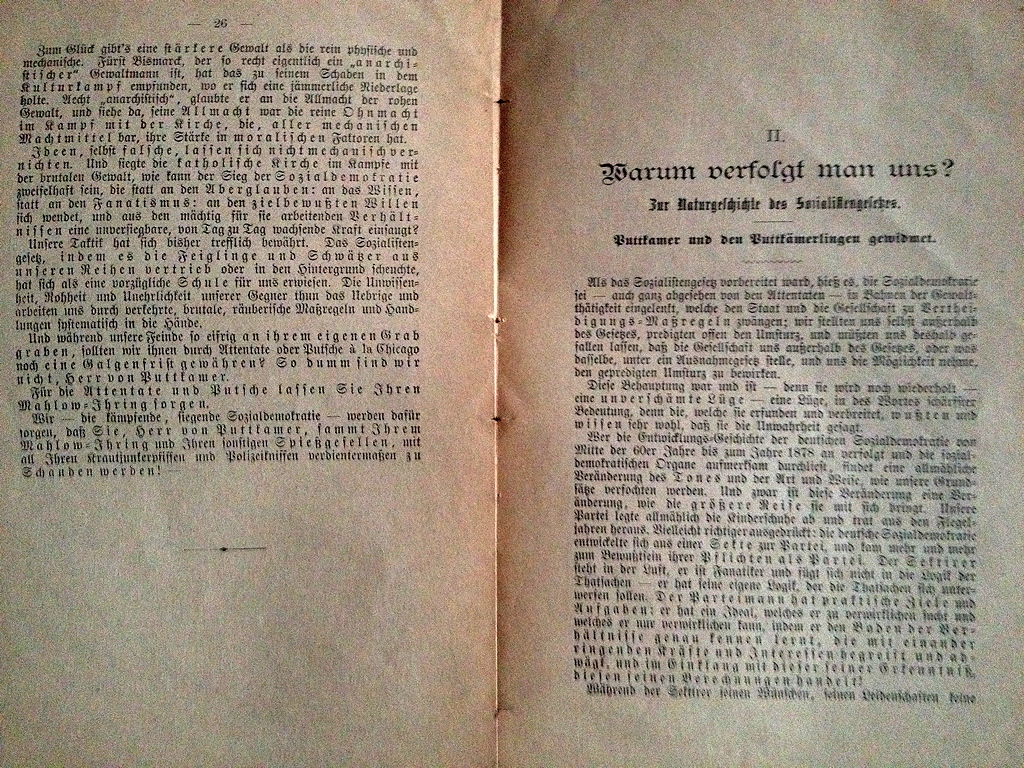 — 26 —
Zum Glück gibt's eine stärkere Gewalt als die rein physische und
mechanische. Fürst Bismarck, der so recht eigentlich ein „anarchi-
stischer“ Gewaltmann ist, hat das zu seinem Schaden in dem
Kulturkampf empfunden, wo er sich eine jämmerliche Niederlage
holte. Aecht „anarchistisch“, glaubte er an die Allmacht der rohen
Gewalt, und siehe da, seine Allmacht war die reine Ohnmacht
im Kampf mit der Kirche, die, aller mechanischen
Machtmittel bar, ihre Stärke in moralischen Faktoren hat.
Ideen, selbst falsche, lassen sich nicht mechanisch ver-
nichten. Und siegte die katholische Kirche im Kampfe mit
der brutalen Gewalt, wie kann der Sieg der Sozialdemokratie
zweifelhaft sein, die statt an den Aberglauben: an das Wissen,
statt an den Fanatismus: an den zielbewußten Willen
sich wendet, und aus den mächtig für sie arbeitenden Verhält-
nissen eine unversiegbare, von Tag zu Tag wachsende Kraft einsaugt?
Unsere Taktik hat sich bisher trefflich bewährt. Das Sozialisten-
gesetz, indem es die Feiglinge und Schwätzer aus
unseren Reihen vertrieb oder in den Hintergrund scheuchte,
hat sich als eine vorzügliche Schule für uns erwiesen. Die Unwissen-
heit, Rohheit und Unehrlichkeit unserer Gegner thun das Uebrige und
arbeiten uns durch verkehrte, brutale, räuberische Maßregeln und Hand-
lungen systematisch in die Hände.
Und während unsere Feinde so eifrig an ihrem eigenen Grab
graben, sollten wir ihnen durch Attentate oder Putsche à la Chicago
noch eine Galgenfrist gewähren? So dumm sind wir
nicht, Herr von Puttkamer.
Für die Attentate und Putsche lassen Sie Ihren
Mahlow-Ihring sorgen.
Wir — die kämpfende, siegende Sozialdemokratie — werden dafür
sorgen, daß Sie, Herr von Puttkamer, sammt Ihrem
Mahlow-Ihring und Ihren sonstigen Spießgesellen, mit
all Ihren Krautjunkerpfiffen und Polizeikniffen verdientermaßen zu
Schanden werden!
II.
Warum verfolgt man uns?
Zur Naturgeschichte des Sozialistengesetzes.
Puttkamer und den Puttkämerlingen gewidmet.
Als das Sozialistengesetz vorbereitet ward, hieß es, die Sozialdemokratie
sei — auch ganz abgesehen von den Attentaten — in Bahnen der Gewalt-
thätigkeit eingelenkt, welche den Staat und die Gesellschaft zu Verthei-
digungs-Maßregeln zwängen; wir stellten uns selbst außerhalb
des Gesetzes, predigten offen den Umsturz, und müßten uns deshalb ge-
fallen lassen, daß die Gesellschaft uns außerhalb des Gesetzes, oder was
dasselbe, unter ein Ausnahmegesetz stelle, und uns die Möglichkeit nehme,
den gepredigten Umsturz zu bewirken.
Diese Behauptung war und ist — denn sie wird noch wiederholt —
eine unverschämte Lüge — eine Lüge, in des Wortes schärfster
Bedeutung, denn die, welche sie erfunden und verbreitet, wußten und
wissen sehr wohl, daß sie die Unwahrheit gesagt.
Wer die Entwicklungs-Geschichte der deutschen Sozialdemokratie von
Mitte der 60er Jahre bis zum Jahre 1878 an verfolgt und die sozial-
demokratischen Organe aufmerksam durchliest, findet eine allmähliche
Veränderung des Tones und der Art und Weise, wie unsere Grund-
sätze verfochten werden. Und zwar ist diese Veränderung eine Ver-
änderung, wie die größere Reife sie mit sich bringt. Unsere
Partei legte allmählich die Kinderschuhe ab und trat aus den Flegel-
jahren heraus. Vielleicht richtiger ausgedrückt: die deutsche Sozialdemokratie
entwickelte sich aus einer Sekte zur Partei, und kam mehr und mehr
zum Bewußtsein ihrer Pflichten als Partei. Der Sektirer
steht in der Luft, er ist Fanatiker und fügt sich nicht in die Logik der
Thatsachen — er hat seine eigene Logik, der die Thatsachen sich unter-
werfen sollen. Der Parteimann hat praktische Ziele und
Aufgaben: er hat ein Ideal, welches er zu verwirklichen sucht und
welches er nur verwirklichen kann, indem er den Boden der Ver-
hältnisse genau kennen lernt, die mit einander
ringenden Kräfte und Interessen begreift und ab-
wägt, und im Einklang mit dieser seiner Erkenntniß,
diesen seinen Berechnungen handelt!
Während der Sektirer seinen Wünschen, seinen Leidenschaften keine